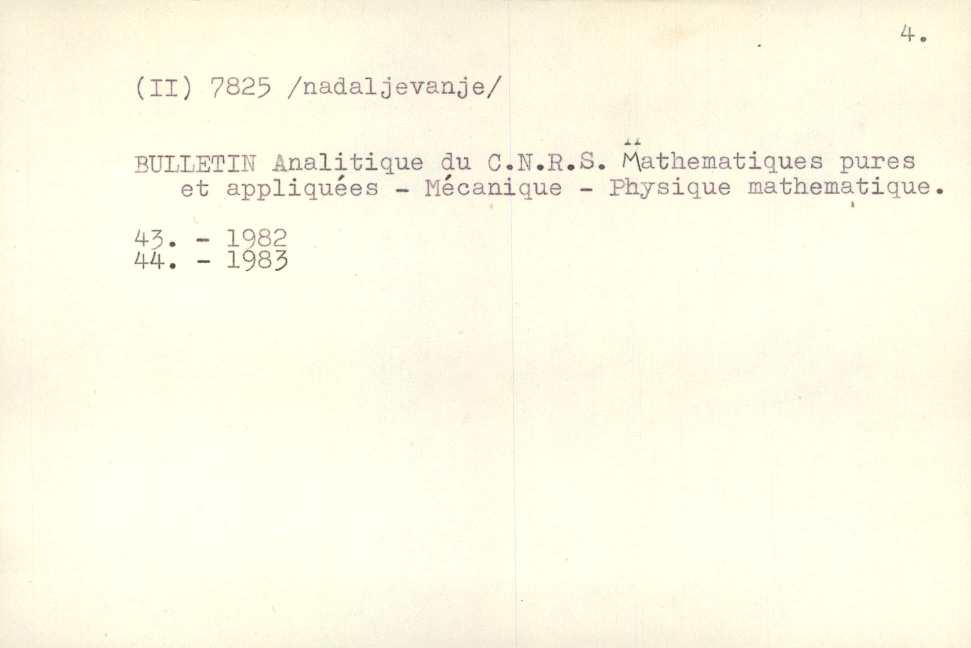 4.
(II) 7825 /nadaljevanje/
BULLETIN Analitique du C.N.R.S. Mathematiques pures
et appliquées - Mécanique - Physique mathematique.
43. - 1982
44. - 1983